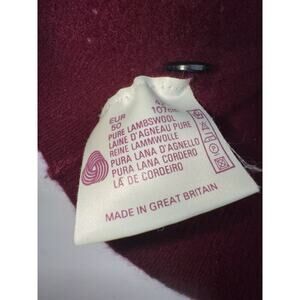 EUR
50 107cm
PURE LAMBSWOOL
LAINE D'AGNEAU PURE
REINE LAMMWOLLE
PURA LANA D'AGNELLO
PURA LANA CORDERO
LÃ DE CORDEIRO
MADE IN GREAT BRITAIN